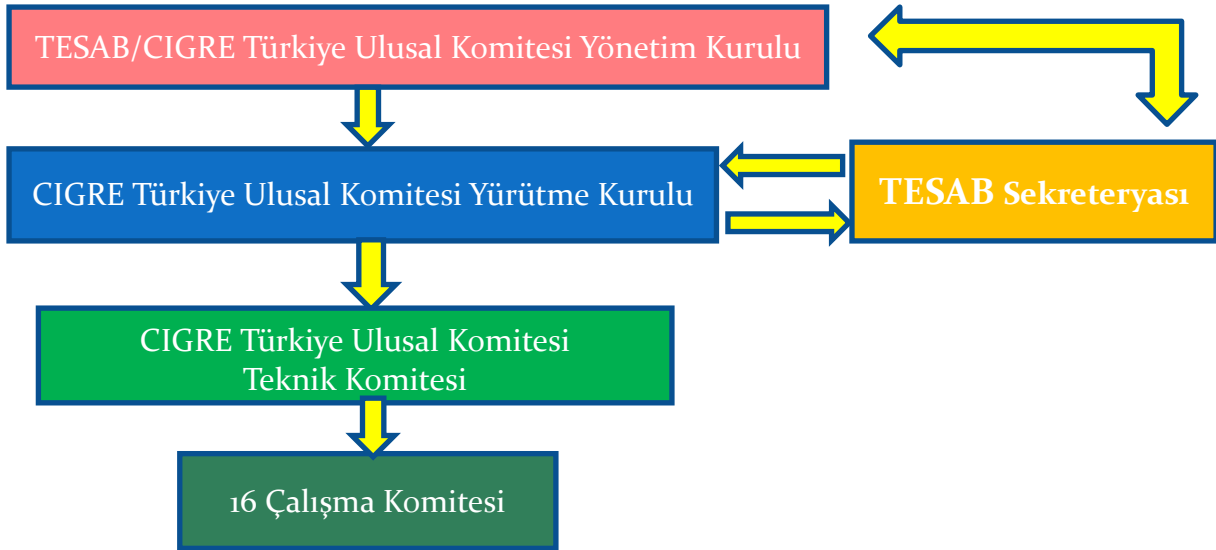 TESAB/CIGRE Türkiye Ulusal Komitesi Yönetim Kurulu
CIGRE Türkiye Ulusal Komitesi Yürütme Kurulu
TESAB Sekreteryası
CIGRE Türkiye Ulusal Komitesi
Teknik Komitesi
16 Çalışma Komitesi